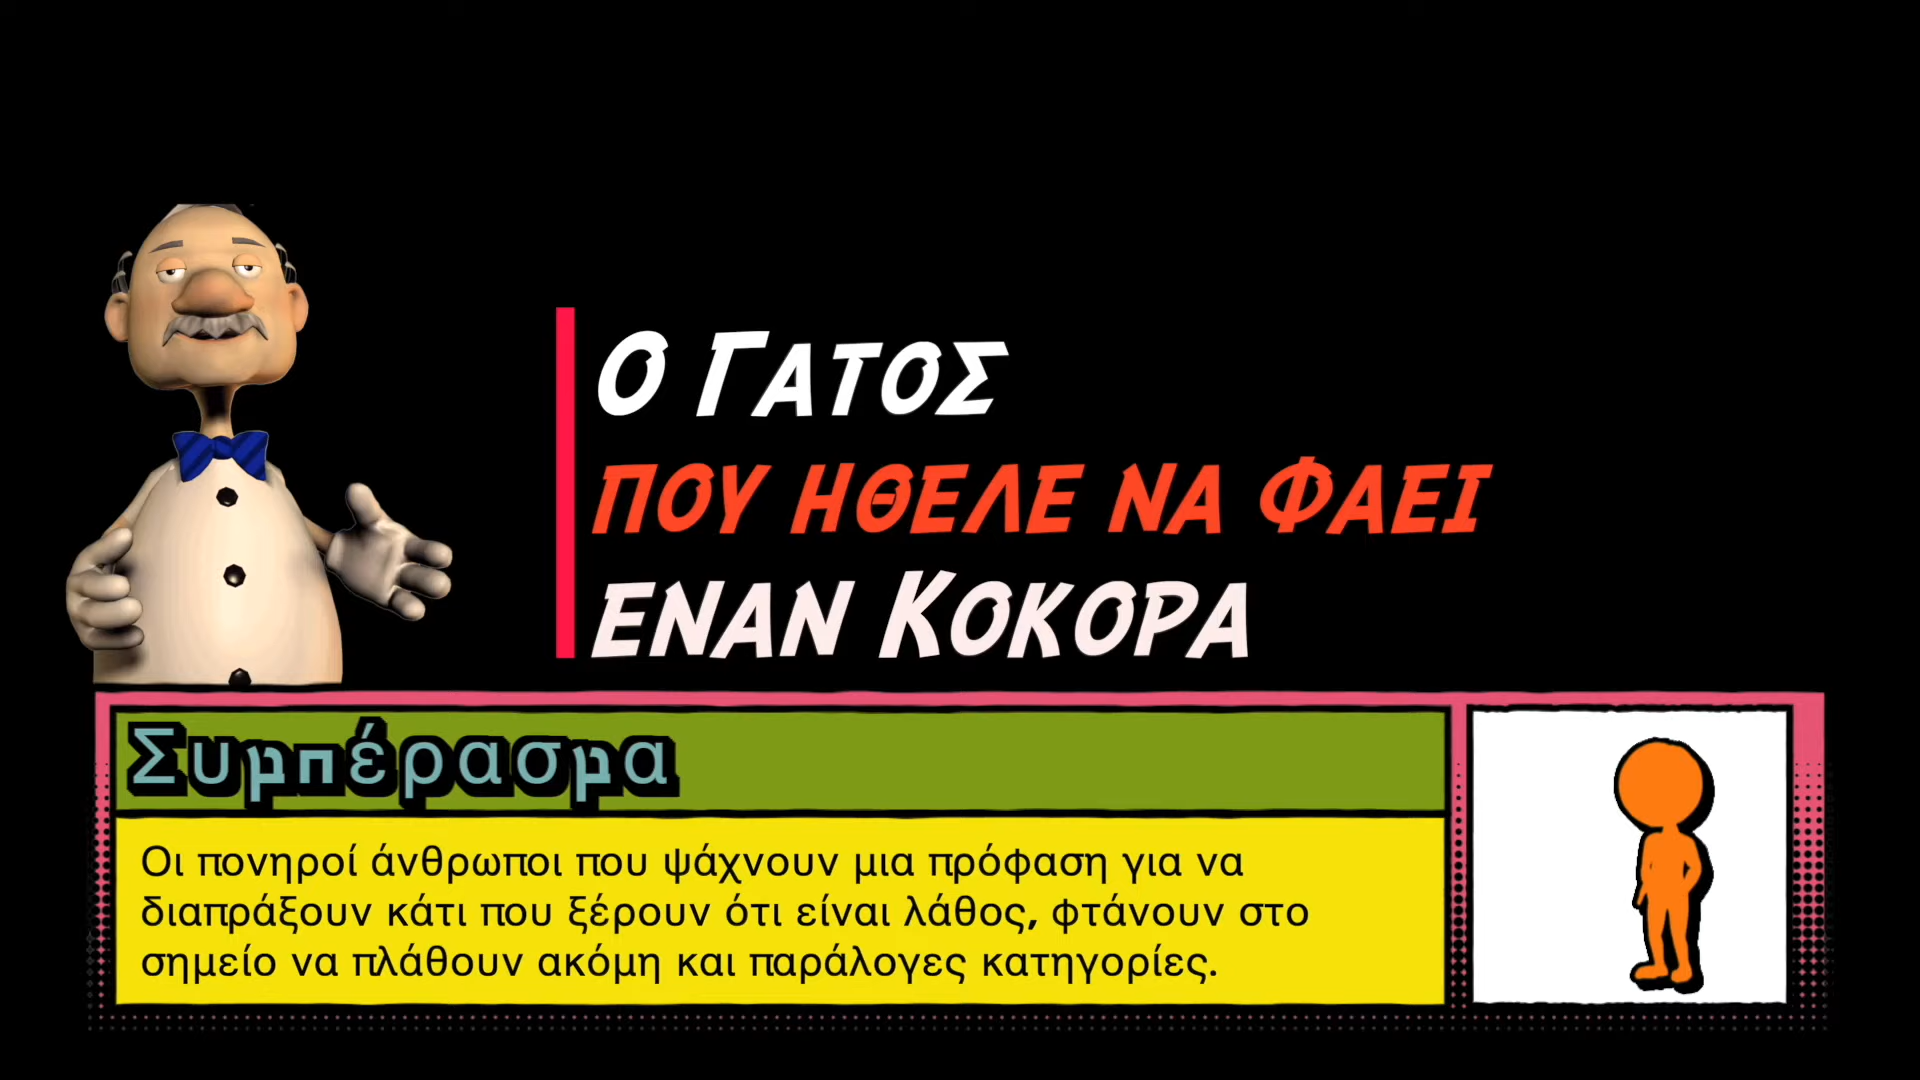 Ο ΓΑΤΟΣ
ΠΟΥ ΗΘΕΛΕ ΝΑ ΦΑΕΙ
ΕΝΑΝ ΚΟΚΟΡΑ
Συμπέρασμα
Οι πονηροί άνθρωποι που ψάχνουν μια πρόφαση για να
διαπράξουν κάτι που ξέρουν ότι είναι λάθος, φτάνουν στο
σημείο να πλάθουν ακόμη και παράλογες κατηγορίες.